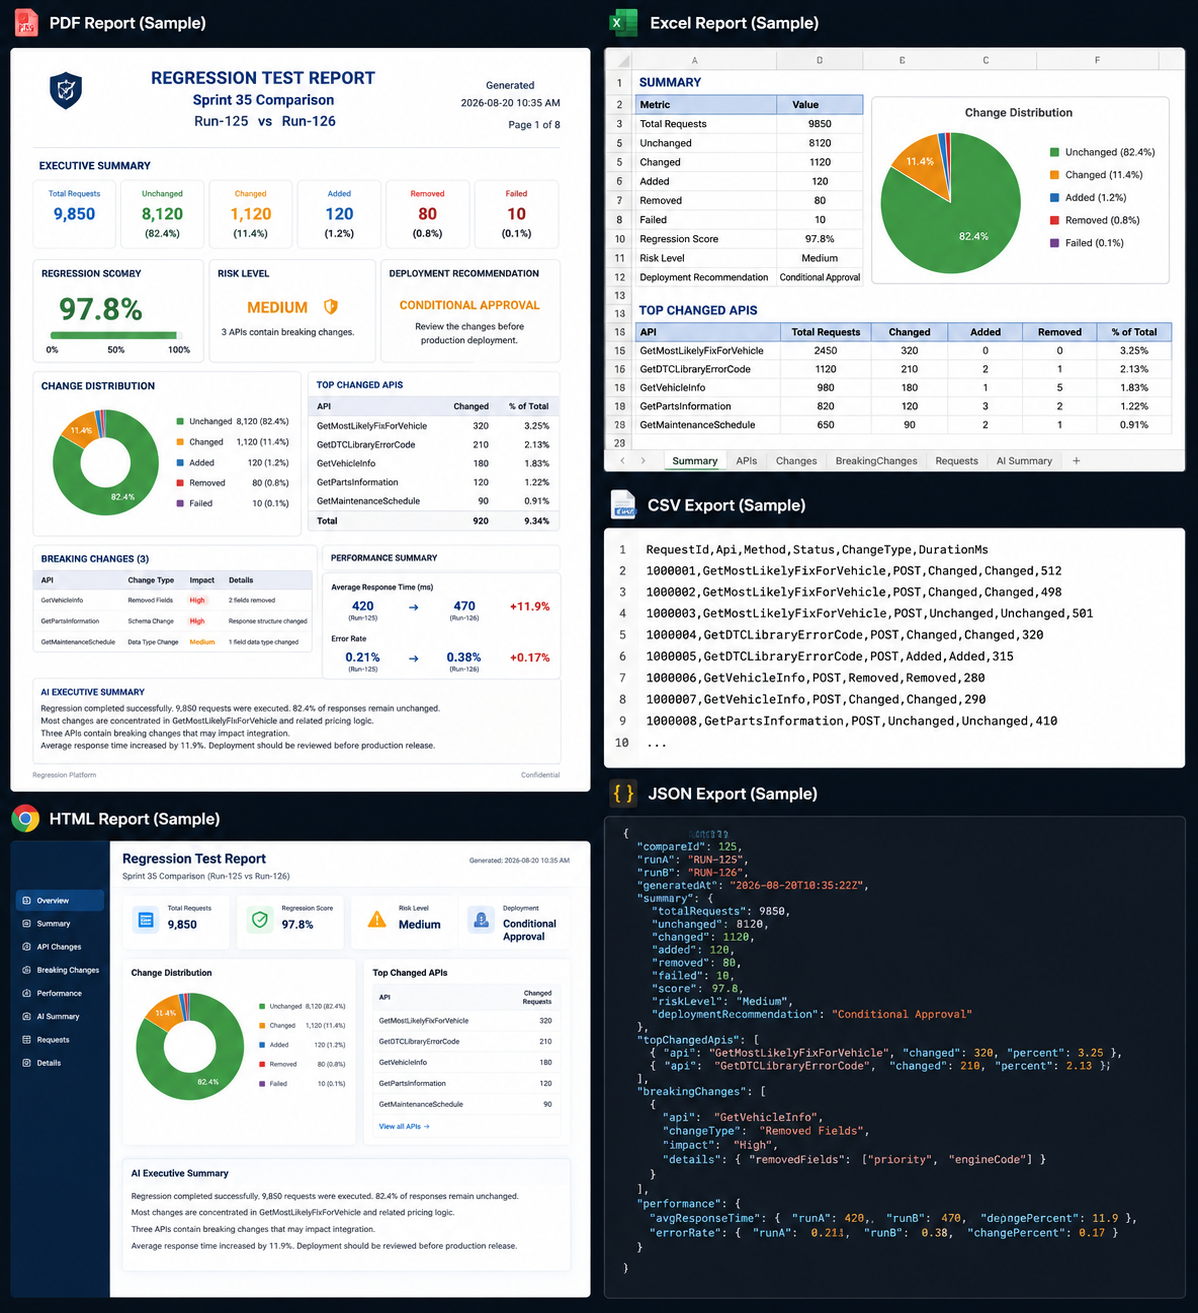 PDF Report (Sample)
REGRESSION TEST REPORT
Sprint 35 Comparison
Run-125 vs Run-126
Generated
2026-08-20 10:35 AM
Page 1 of 8
EXECUTIVE SUMMARY
Total Requests
9,850
Unchanged
8,120
(82.4%)
Changed
1,120
(11.4%)
Added
120
(1.2%)
Removed
80
(0.8%)
Failed
10
(0.1%)
REGRESSION
97.8%
0% 50% 100%
RISK LEVEL
MEDIUM
3 APIs contain breaking changes.
DEPLOYMENT RECOMMENDATION
CONDITIONAL APPROVAL
Review the changes before
production deployment.
CHANGE DISTRIBUTION
11.4%
82.4%
Unchanged 8,120 (82.4%)
Changed 1,120 (11.4%)
Added 120 (1.2%)
Removed 80 (0.8%)
Failed 10 (0.1%)
TOP CHANGED APIS
API Changed % of Total
GetMostLikelyFixForVehicle 320 3.25%
GetDTCLibraryErrorCode 210 2.13%
GetVehicleInfo 180 1.83%
GetPartsInformation 120 1.22%
GetMaintenanceSchedule 90 0.91%
Total 920 9.34%
BREAKING CHANGES (3)
API Change Type Impact Details
GetVehicleInfo Removed Fields High 2 fields removed
GetPartsInformation Schema Change High Response structure changed
GetMaintenanceSchedule Data Type Change Medium 1 field data type changed
PERFORMANCE SUMMARY
Average Response Time (ms)
420 → 470 +11.9%
(Run-125) (Run-126)
Error Rate
0.21% → 0.38% +0.17%
(Run-125) (Run-126)
AI EXECUTIVE SUMMARY
Regression completed successfully. 9,850 requests were executed. 82.4% of responses remain unchanged.
Most changes are concentrated in GetMostLikelyFixForVehicle and related pricing logic.
Three APIs contain breaking changes that may impact integration.
Average response time increased by 11.9%. Deployment should be reviewed before production release.
Regression Platform Confidential
Excel Report (Sample)
A D E C F
1 SUMMARY
2 Metric Value
3 Total Requests 9850
5 Unchanged 8120
5 Changed 1120
6 Added 120
7 Removed 80
8 Failed 10
10 Regression Score 97.8%
11 Risk Level Medium
12 Deployment Recommendation Conditional Approval
13
Change Distribution
11.4%
82.4%
Unchanged (82.4%)
Changed (11.4%)
Added (1.2%)
Removed (0.8%)
Failed (0.1%)
13 TOP CHANGED APIS
API Total Requests Changed Added Removed % of Total
15 GetMostLikelyFixForVehicle 2450 320 0 0 3.25%
16 GetDTCLibraryErrorCode 1120 210 2 1 2.13%
GetVehicleInfo 980 180 1 5 1.83%
GetPartsInformation 820 120 3 2 1.22%
GetMaintenanceSchedule 650 90 2 1 0.91%
Summary APIs Changes BreakingChanges Requests AI Summary +
CSV Export (Sample)
1 RequestId,Api,Method,Status,ChangeType,DurationMs
2 1000001,GetMostLikelyFixForVehicle,POST,Changed,Changed,512
3 1000002,GetMostLikelyFixForVehicle,POST,Changed,Changed,498
4 1000003,GetMostLikelyFixForVehicle,POST,Unchanged,Unchanged,501
5 1000004,GetDTCLibraryErrorCode,POST,Changed,Changed,320
6 1000005,GetDTCLibraryErrorCode,POST,Added,Added,315
7 1000006,GetVehicleInfo,POST,Removed,Removed,280
8 1000007,GetVehicleInfo,POST,Changed,Changed,290
9 1000008,GetPartsInformation,POST,Unchanged,Unchanged,410
10 ...
HTML Report (Sample)
Overview
Summary
API Changes
Breaking Changes
Performance
AI Summary
Requests
Details
Regression Test Report
Sprint 35 Comparison (Run-125 vs Run-126)
Generated: 2026-08-20 10:35 AM
Total Requests
9,850
Regression Score
97.8%
Risk Level
Medium
Deployment
Conditional
Approval
Change Distribution
11.4%
82.4%
Unchanged 8,120 (82.4%)
Changed 1,120 (11.4%)
Added 120 (1.2%)
Removed 80 (0.8%)
Failed 10 (0.1%)
Top Changed APIs
API Changed
Requests
GetMostLikelyFixForVehicle 320
GetDTCLibraryErrorCode 210
GetVehicleInfo 180
GetPartsInformation 120
GetMaintenanceSchedule 90
View all APIs →
AI Executive Summary
Regression completed successfully. 9,850 requests were executed. 82.4% of responses remain unchanged.
Most changes are concentrated in GetMostLikelyFixForVehicle and related pricing logic.
Three APIs contain breaking changes that may impact integration.
Average response time increased by 11.9%. Deployment should be reviewed before production release.
{ } JSON Export (Sample)
{
"compareId": 125,
"runA": "RUN-125",
"runB": "RUN-126",
"generatedAt": "2026-08-20T10:35:22Z",
"summary": {
"totalRequests": 9850,
"unchanged": 8120,
"changed": 1120,
"added": 120,
"removed": 80,
"failed": 10,
"score": 97.8,
"riskLevel": "Medium",
"deploymentRecommendation": "Conditional Approval"
},
"topChangedApis": [
{ "api": "GetMostLikelyFixForVehicle", "changed": 320, "percent": 3.25 },
{ "api": "GetDTCLibraryErrorCode", "changed": 210, "percent": 2.13 };
],
"breakingChanges": [
{
"api": "GetVehicleInfo",
"changeType" "Removed Fields",
"impact": "High",
"details": { "removedFields": ["priority", "engineCode"] }
}
],
"performance": {
"avgResponseTime": { "runA": 420, "runB": 470, 11.9 },
"errorRate": { "runA": "runB": 0.38, "changePercent": 0.17 }
}
}